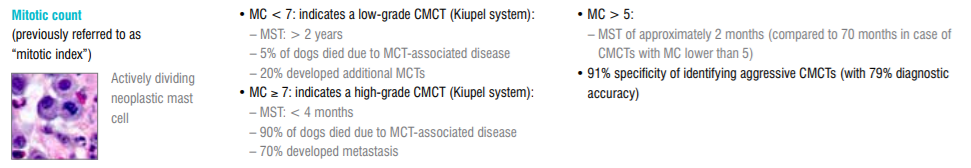 Mitotic count
(previously referred to as
“mitotic index”)
Actively dividing
neoplastic mast
cell
• MC < 7: indicates a low-grade CMCT (Kiupel system):
– MST: > 2 years
– 5% of dogs died due to MCT-associated disease
– 20% developed additional MCTs
• MC ≥ 7: indicates a high-grade CMCT (Kiupel system):
– MST: < 4 months
– 90% of dogs died due to MCT-associated disease
– 70% developed metastasis
• MC > 5:
– MST of approximately 2 months (compared to 70 months in case of
CMCTs with MC lower than 5)
• 91% specificity of identifying aggressive CMCTs (with 79% diagnostic
accuracy)